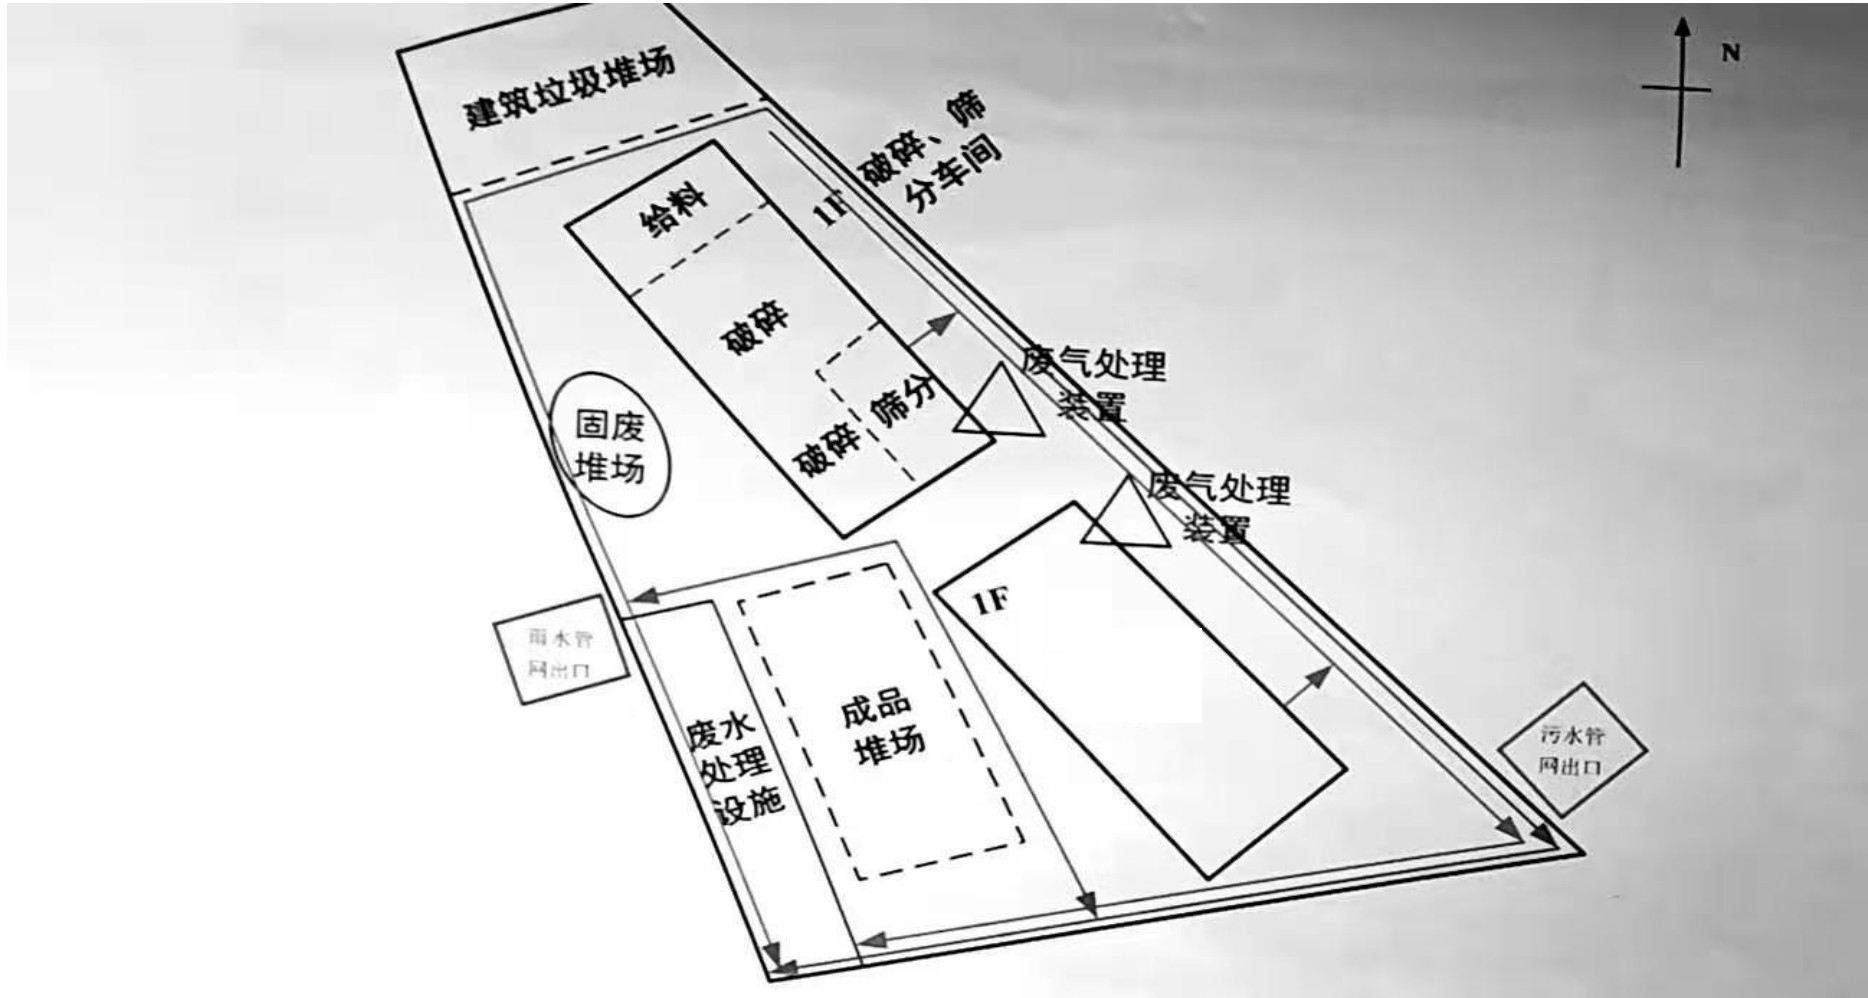 建筑垃圾堆场
N
破碎、筛
分车间
给料
1F
破碎
废气处理
装置
筛分
破碎
固废
堆场
废气处理
装置
1F
雨水管
网出口
成品
堆场
废水
处理
设施
污水管
网出口